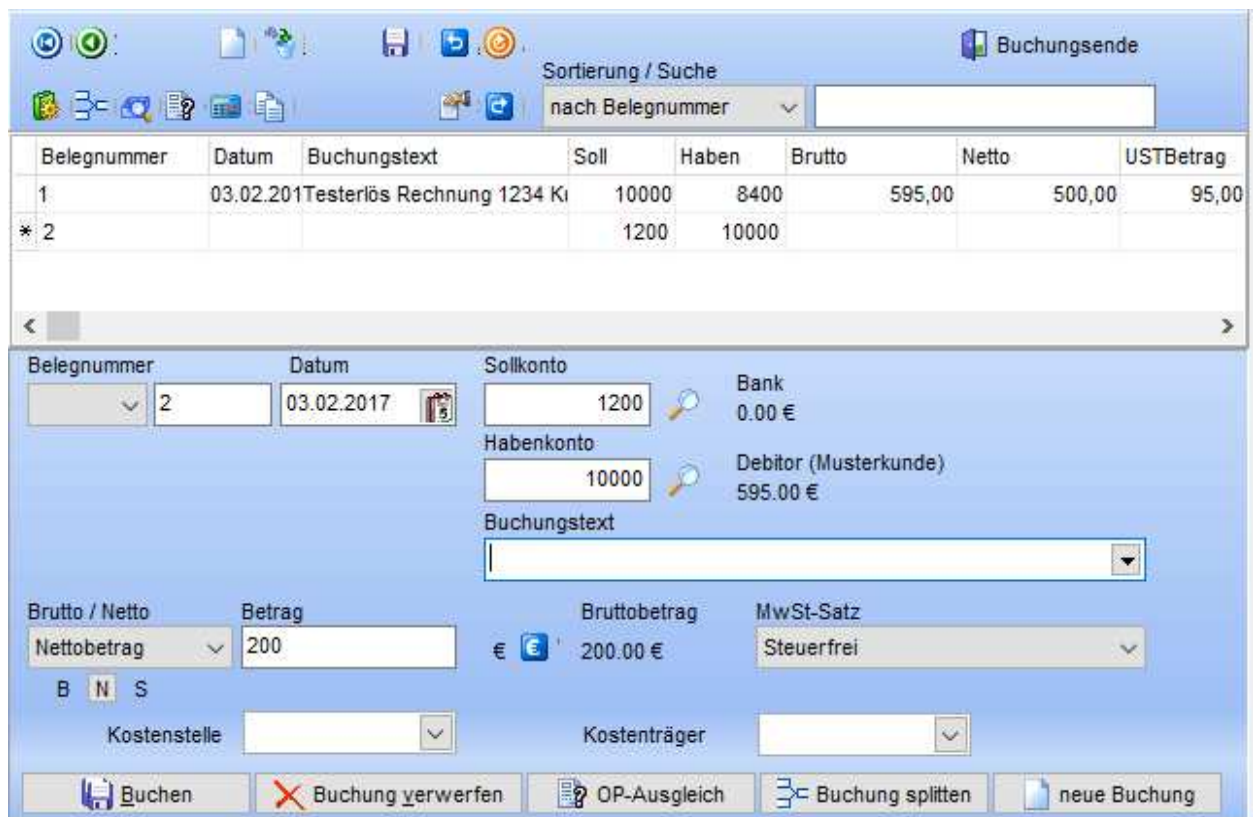 Buchungsende
Sortierung / Suche
nach Belegnummer
Belegnummer Datum Buchungstext Soll Haben Brutto Netto USTBetrag
1 03.02.201 Testerlös Rechnung 1234 K 10000 8400 595,00 500,00 95,00
* 2 1200 10000
Belegnummer Datum Sollkonto
2 03.02.2017 1200 Bank
0.00 €
Habenkonto
10000 Debitor (Musterkunde)
595.00 €
Buchungstext
Brutto / Netto Betrag Bruttobetrag MwSt-Satz
Nettobetrag 200 € 200.00 € Steuerfrei
B N S
Kostenstelle Kostenträger
Buchen Buchung verwerfen OP-Ausgleich Buchung splitten neue Buchung